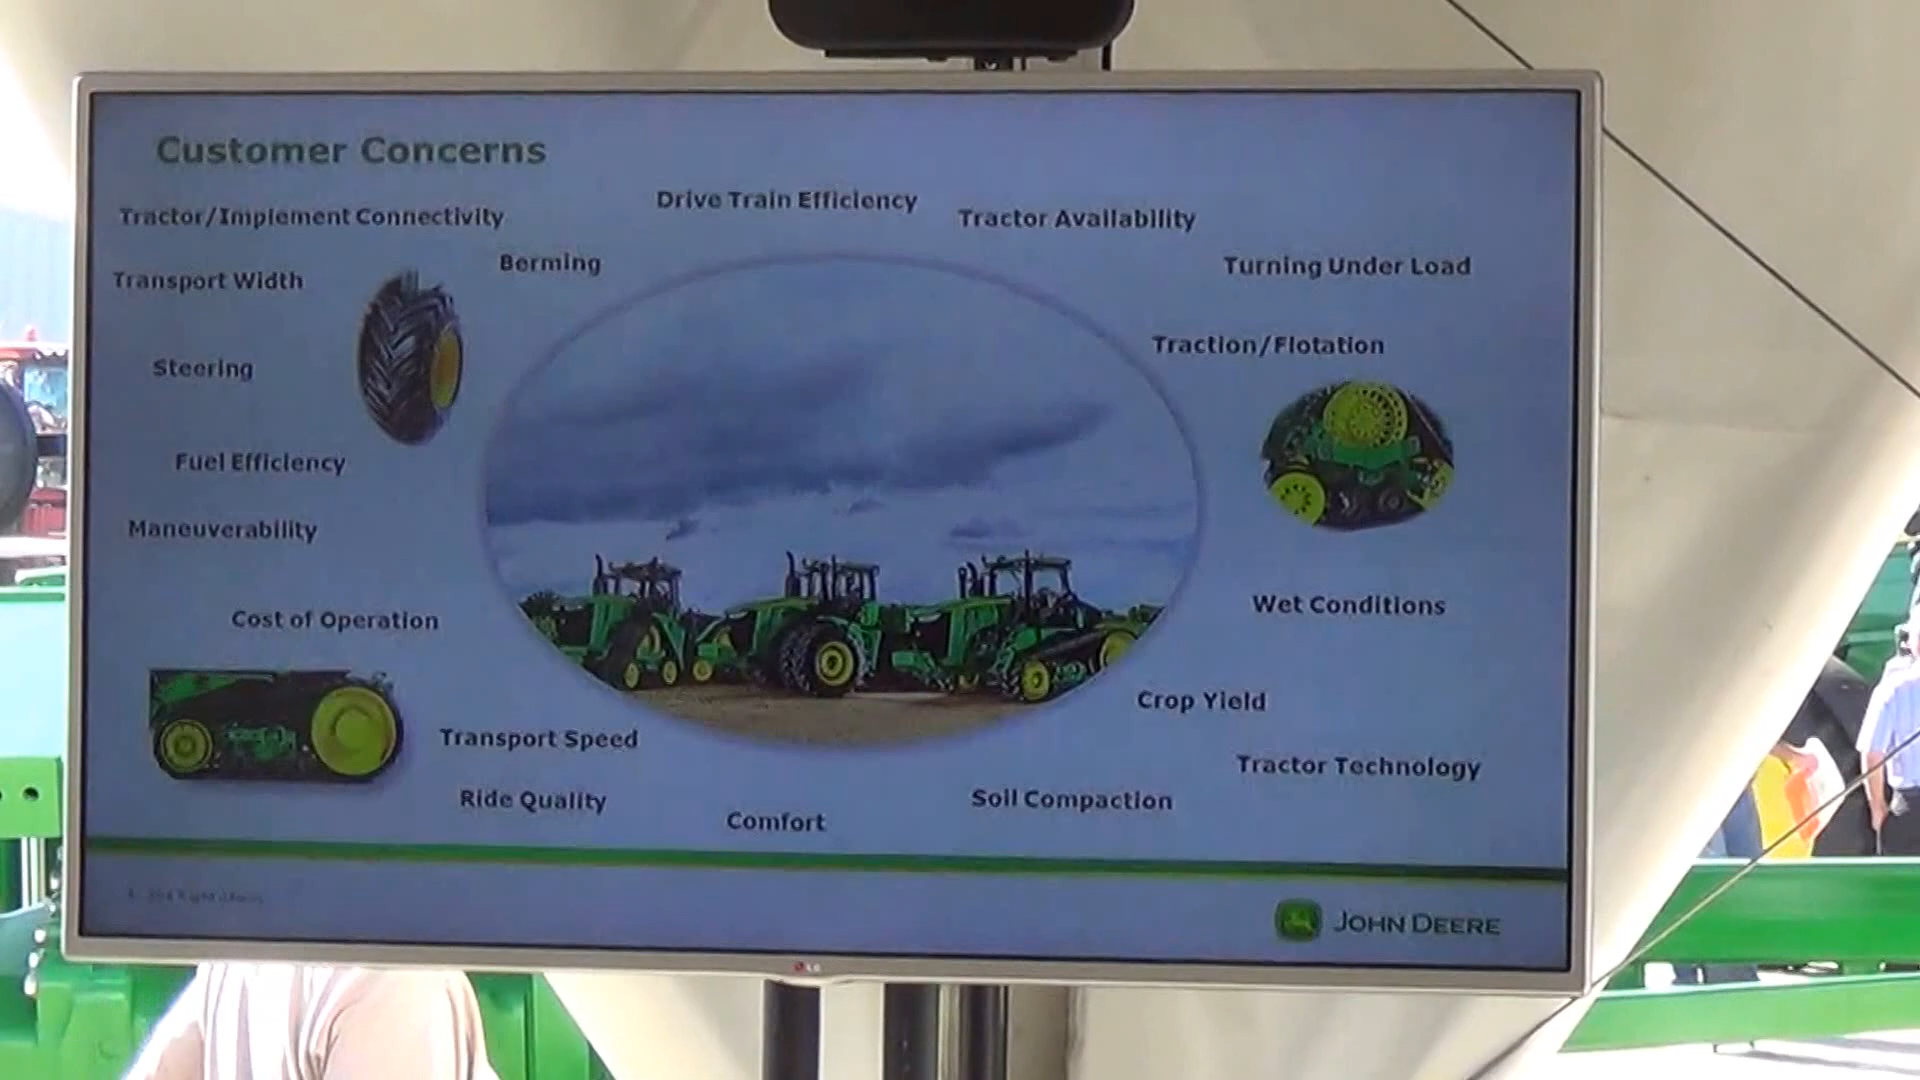 Customer Concerns
Drive Train Efficiency
Tractor/Implement Connectivity
Tractor Availability
Berming
Turning Under Load
Transport Width
Traction/Flotation
Steering
Fuel Efficiency
Maneuverability
Wet Conditions
Cost of Operation
Crop Yield
Transport Speed
Tractor Technology
Ride Quality
Soil Compaction
Comfort
JOHN DEERE
LG